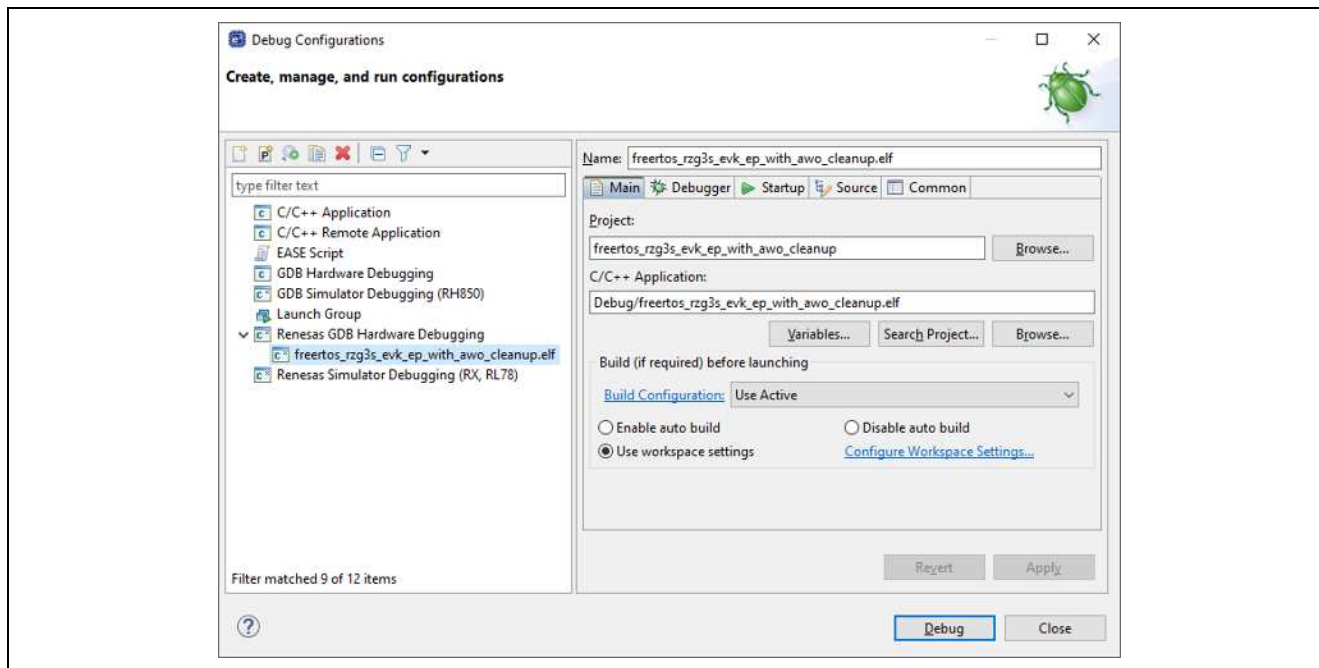 Debug Configurations
Create, manage, and run configurations
type filter text
C/C++ Application
C/C++ Remote Application
EASE Script
GDB Hardware Debugging
GDB Simulator Debugging (RH850)
Launch Group
Renesas GDB Hardware Debugging
freertos_rzg3s_evk_ep_with_awo_cleanup.elf
Renesas Simulator Debugging (RX, RL78)
Filter matched 9 of 12 items
Name: freertos_rzg3s_evk_ep_with_awo_cleanup.elf
Main Debugger Startup Source Common
Project:
freertos_rzg3s_evk_ep_with_awo_cleanup Browse...
C/C++ Application:
Debug/freertos_rzg3s_evk_ep_with_awo_cleanup.elf
Variables... Search Project... Browse...
Build (if required) before launching
Build Configuration: Use Active
Enable auto build Disable auto build
Use workspace settings Configure Workspace Settings...
Revert Apply
? Debug Close